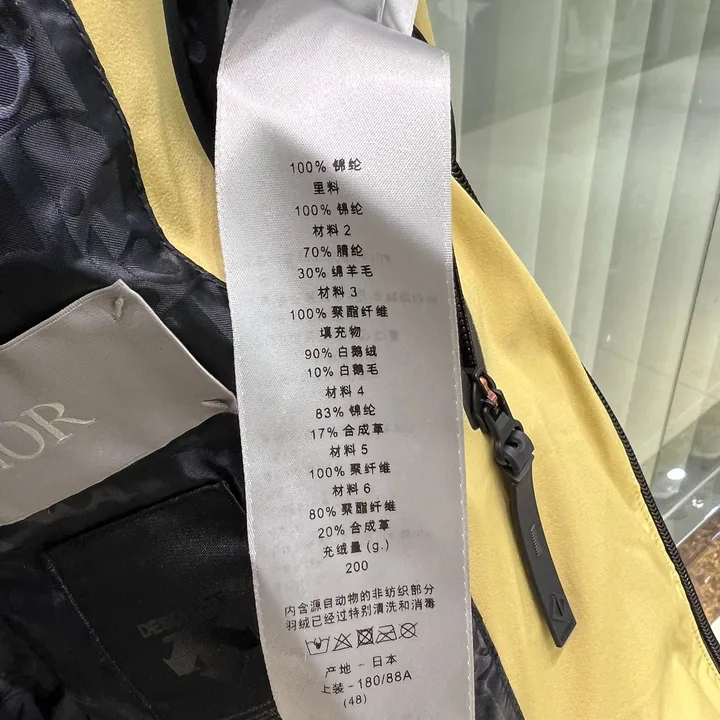 100% 锦纶
里料
100% 锦纶
材料 2
70% 腈纶
30% 绵羊毛
材料 3
100% 聚脂纤维
填充物
90% 白鹅绒
10% 白鹅毛
材料 4
83% 锦纶
17% 合成革
材料 5
100% 聚纤维
材料 6
80% 聚脂纤维
20% 合成革
充绒量 (g.)
200
内含源自动物的非纺织部分
羽绒已经过特别清洗和消毒
产地 - 日本
上装 - 180/88A
(48)
IOR